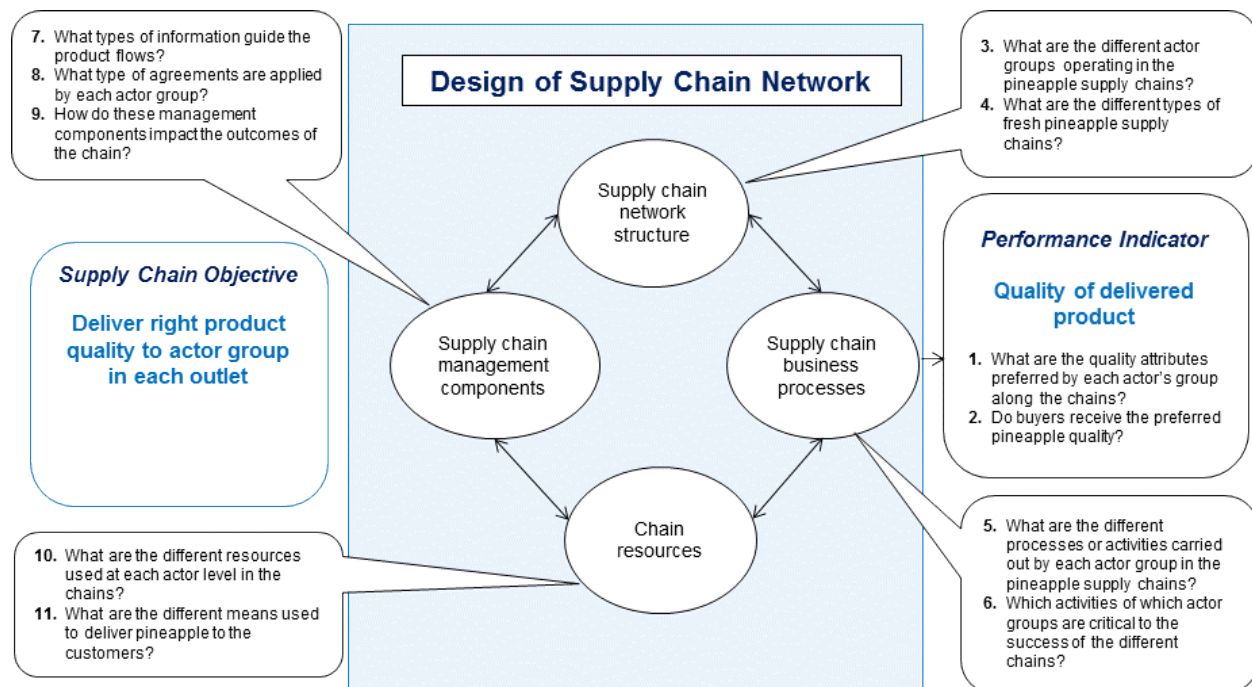 7. What types of information guide the
product flows?
8. What type of agreements are applied
by each actor group?
9. How do these management
components impact the outcomes of
the chain?
Design of Supply Chain Network
3. What are the different actor
groups operating in the
pineapple supply chains?
4. What are the different types of
fresh pineapple supply
chains?
Supply chain
network
structure
Supply Chain Objective
Deliver right product
quality to actor group
in each outlet
Supply chain
management
components
Supply chain
business
processes
Performance Indicator
Quality of delivered
product
1. What are the quality attributes
preferred by each actor's group
along the chains?
2. Do buyers receive the preferred
pineapple quality?
Chain
resources
10. What are the different resources
used at each actor level in the
chains?
11. What are the different means used
to deliver pineapple to the
customers?
5. What are the different
processes or activities carried
out by each actor group in the
pineapple supply chains?
6. Which activities of which actor
groups are critical to the
success of the different
chains?